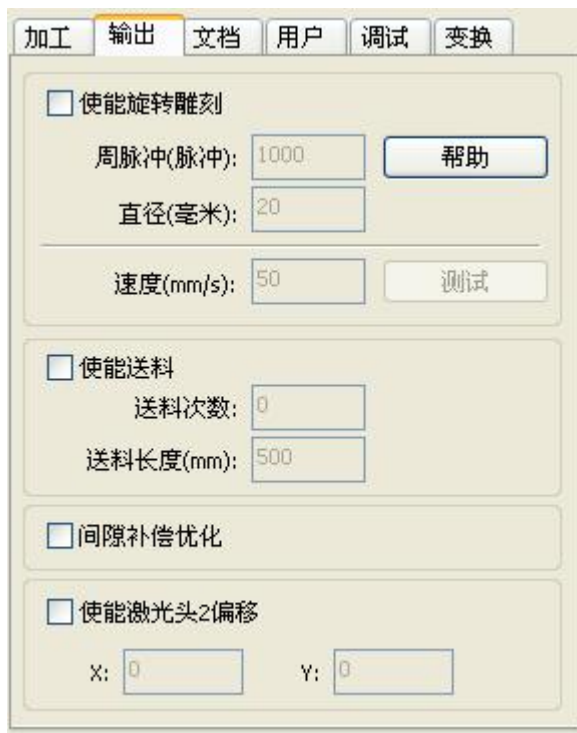 加工 输出 文档 用户 调试 变换
使能旋转雕刻
周脉冲(脉冲): 1000 帮助
直径(毫米): 20
速度(mm/s): 50 测试
使能送料
送料次数: 0
送料长度(mm): 500
间隙补偿优化
使能激光头2偏移
X: 0 Y: 0